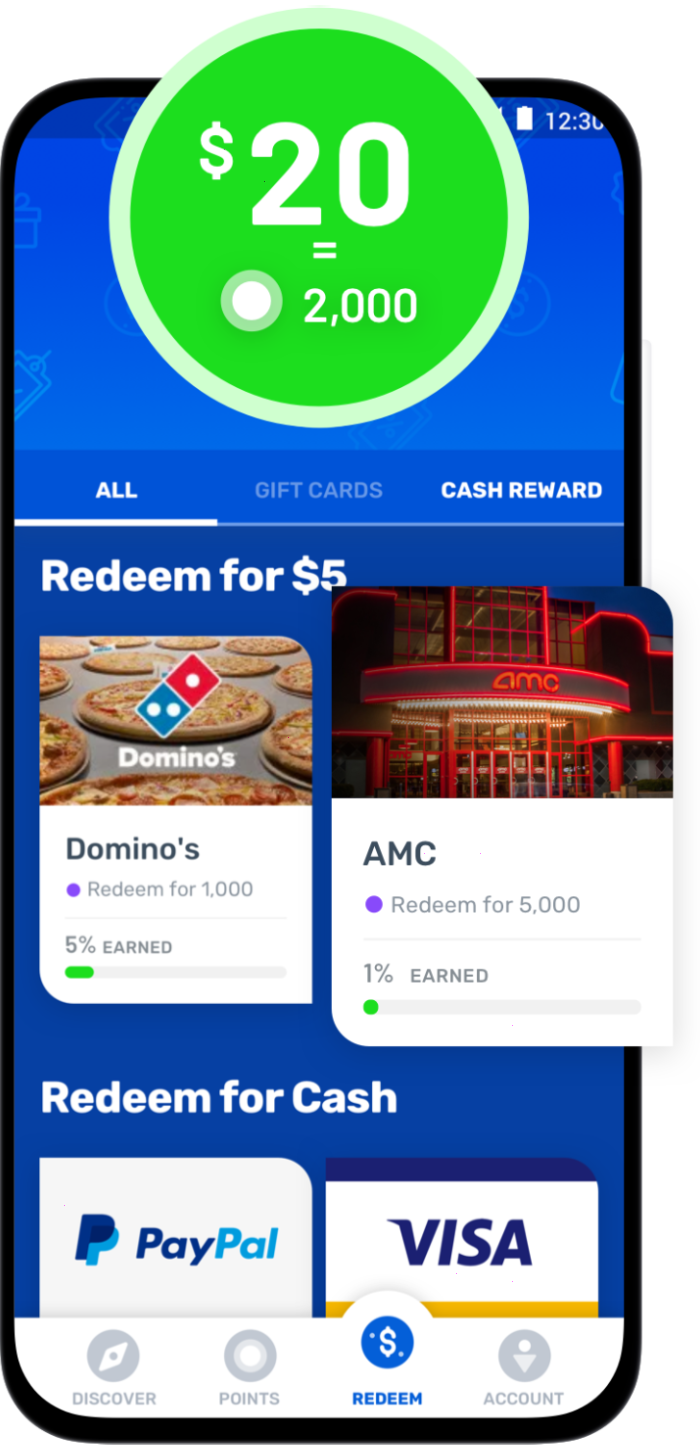 12:30
$20
=
2,000
ALL GIFT CARDS CASH REWARD
Redeem for $5
Domino's
amc
Domino's
Redeem for 1,000
5% EARNED
AMC
Redeem for 5,000
1% EARNED
Redeem for Cash
PayPal
VISA
DISCOVER POINTS REDEEM ACCOUNT